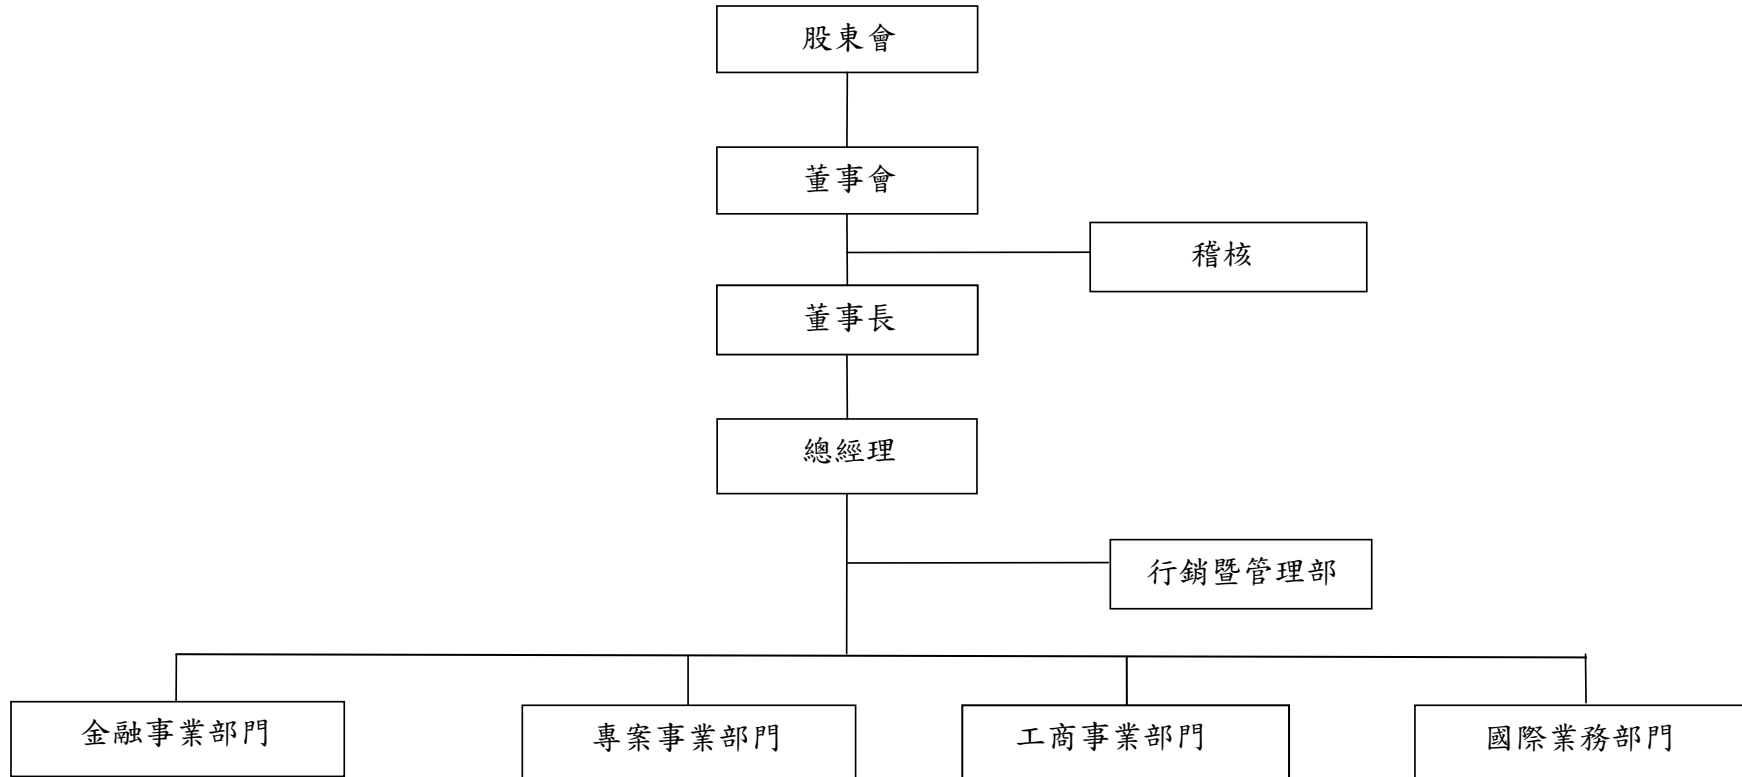 股東會
董事會
稽核
董事長
總經理
行銷暨管理部
金融事業部門
專案事業部門
工商事業部門
國際業務部門